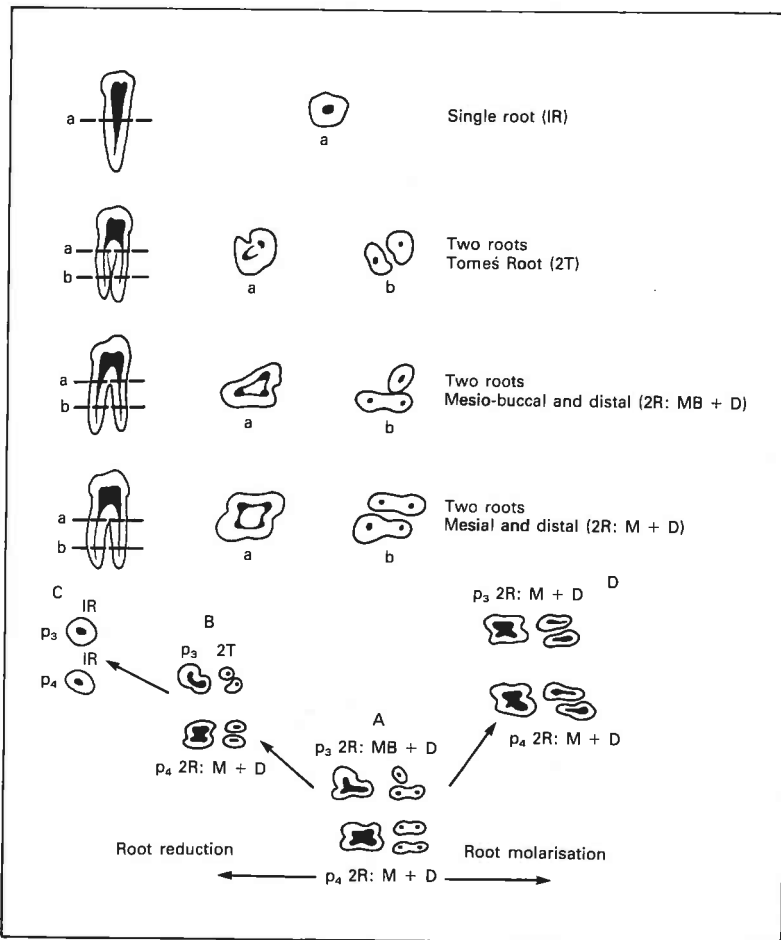 a
a
Single root (IR)
a
b
a
b
Two roots
Tomeś Root (2T)
a
b
a
b
Two roots
Mesio-buccal and distal (2R: MB + D)
a
b
a
b
Two roots
Mesial and distal (2R: M + D)
C
IR
p₃
IR
p₄
B
p₃ 2T
p₄ 2R: M + D
A
p₃ 2R: MB + D
p₄ 2R: M + D
D
p₃ 2R: M + D
p₄ 2R: M + D
Root reduction
Root molarisation